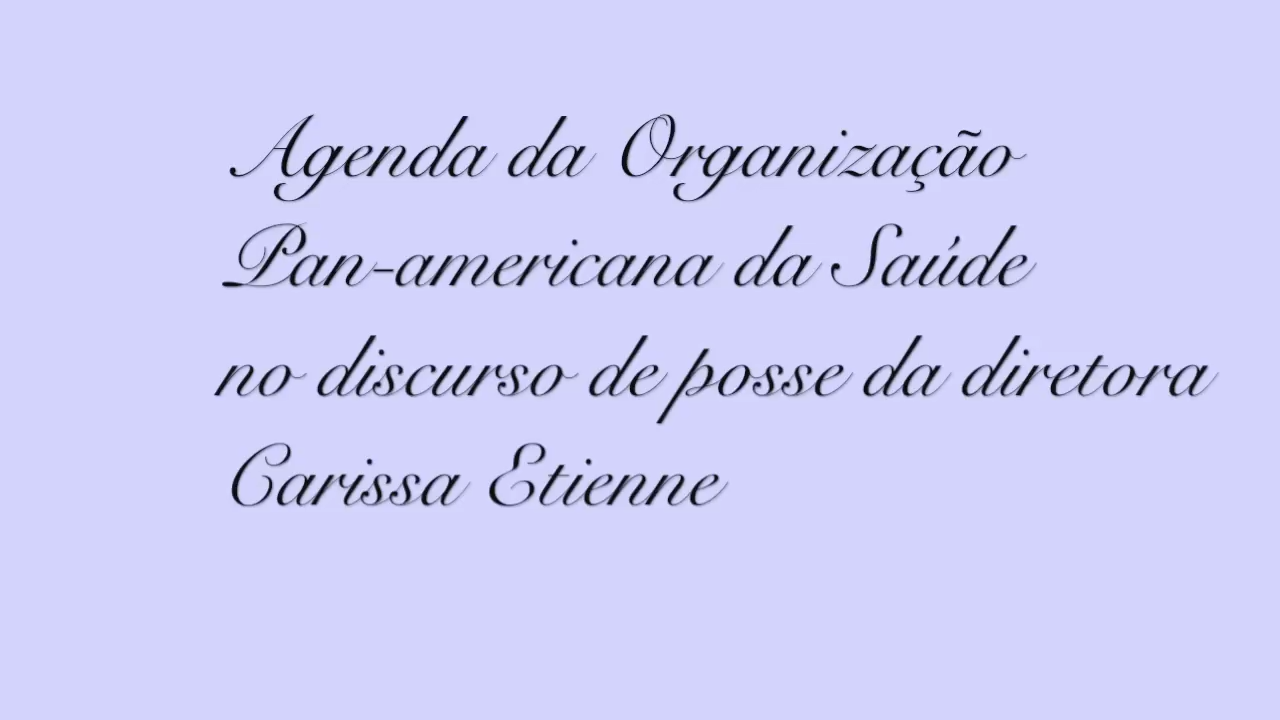 Agenda da Organização
Pan-americana da Saúde
no discurso de posse da diretora
Carissa Etienne